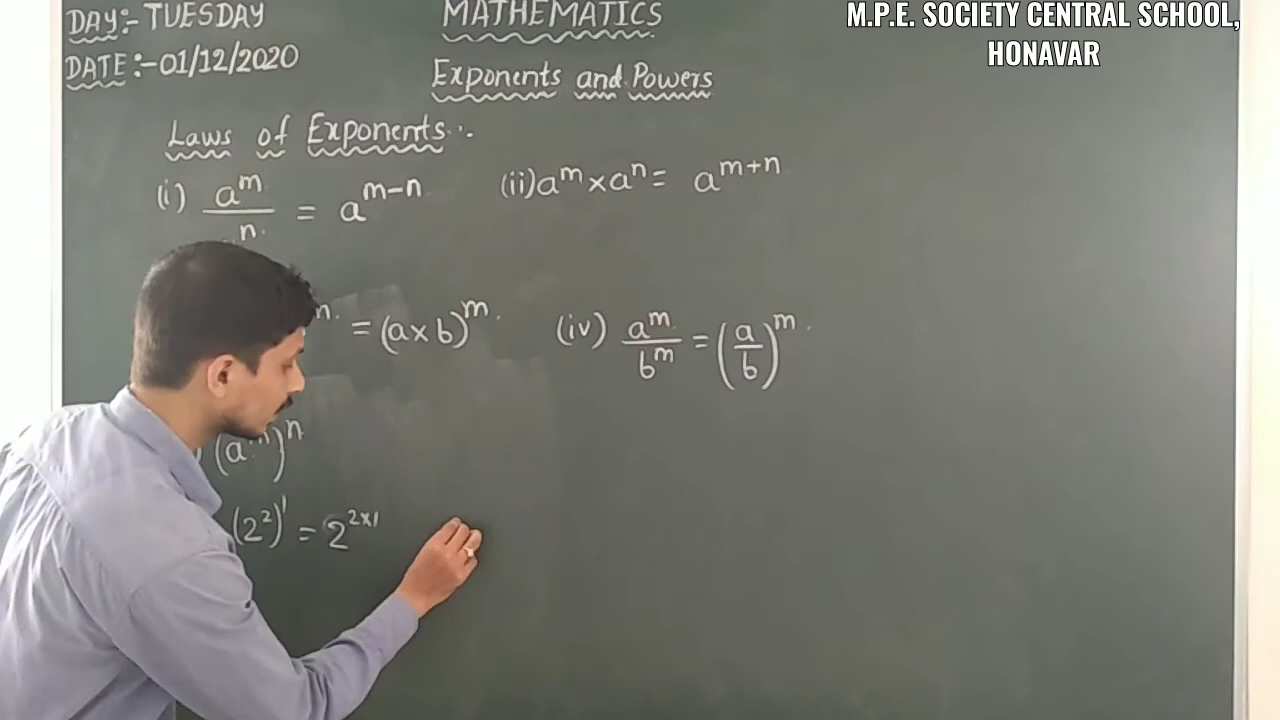 M.P.E. SOCIETY CENTRAL SCHOOL,
HONAVAR
DAY:- TUESDAY
DATE:-01/12/2020
MATHEMATICS
Exponents and Powers
Laws of Exponents:-
(i) a^m / n = a^(m-n)
(ii) a^m × a^n = a^(m+n)
= (a × b)^m
(iv) a^m / b^m = (a/b)^m
(a )^n
(2^2)^1 = 2^(2×1)